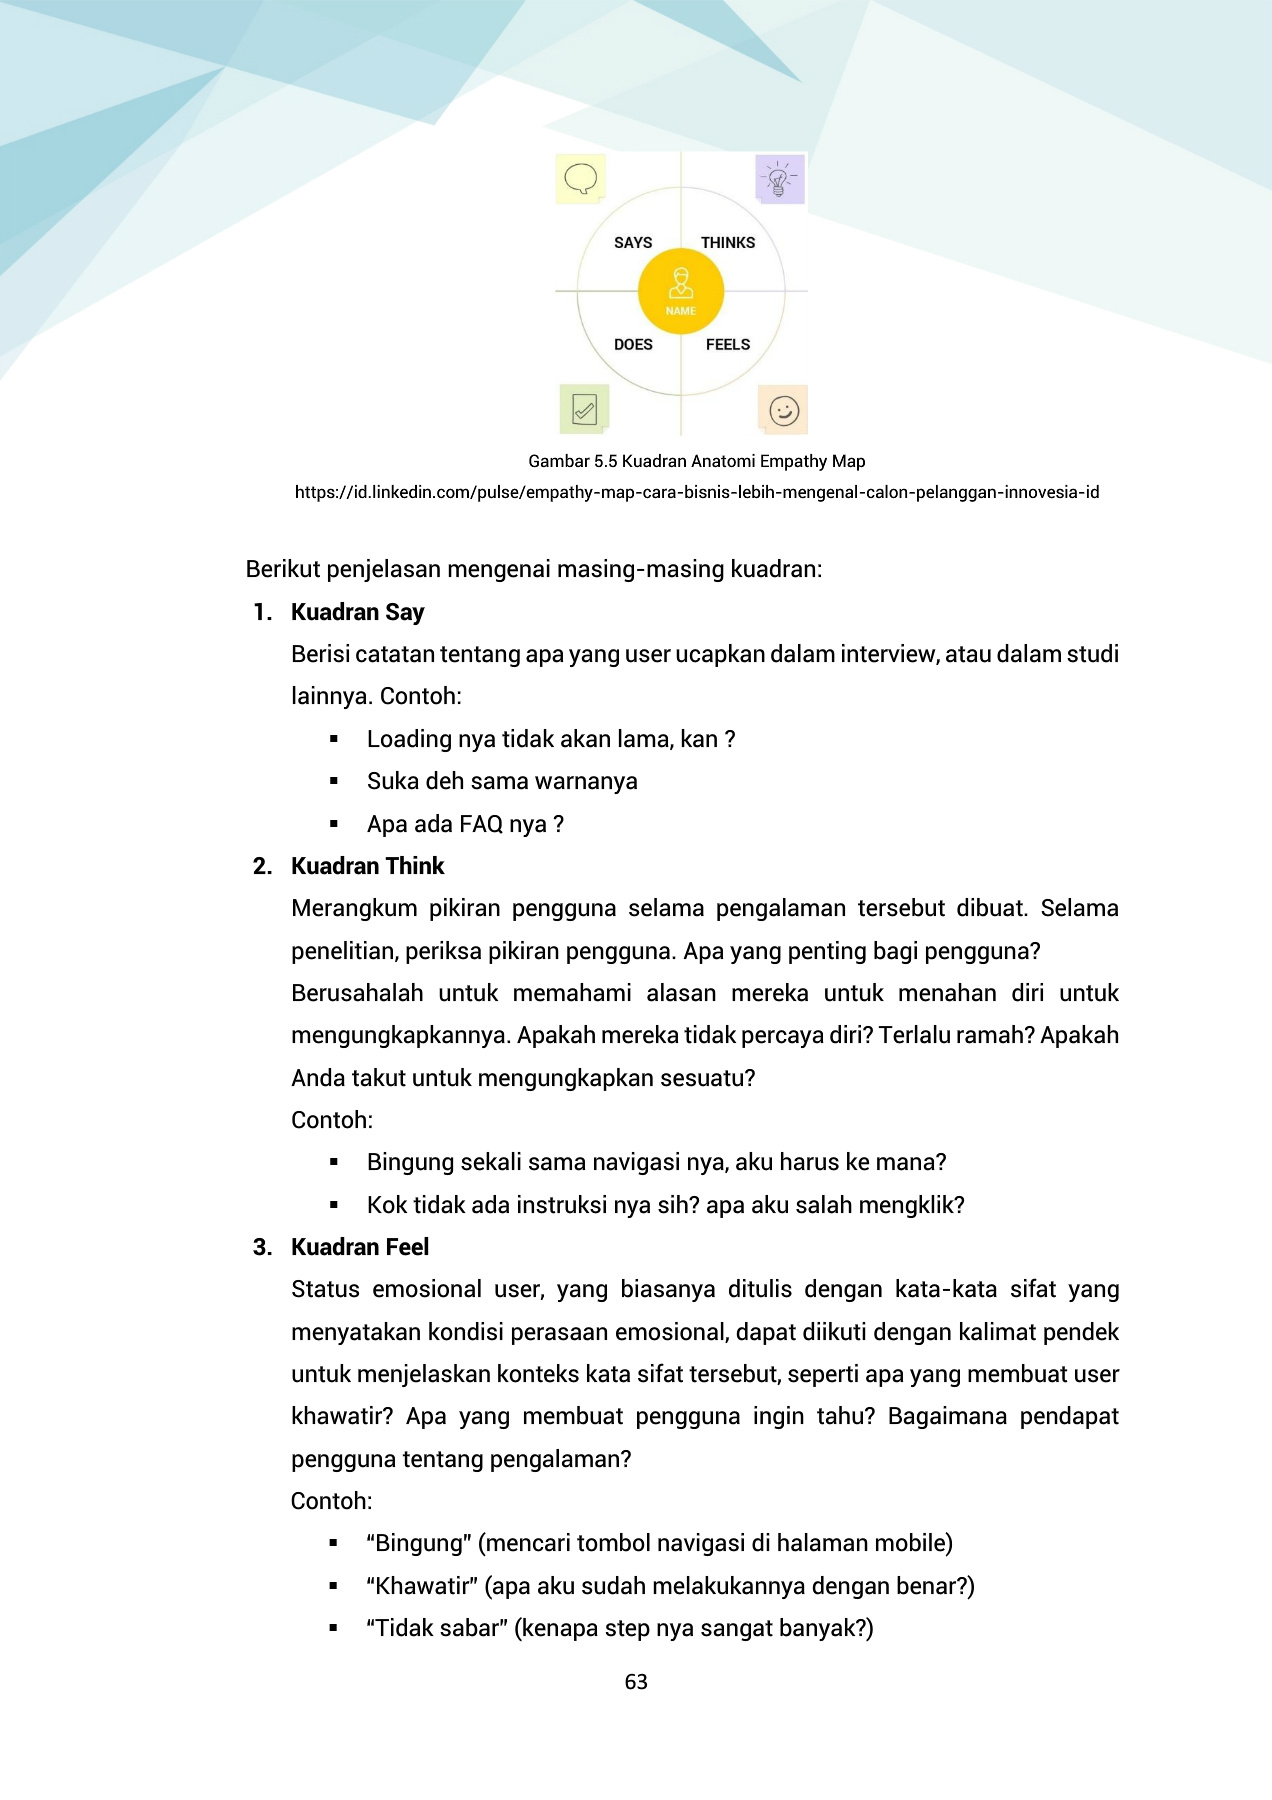 SAYS THINKS
NAME
DOES FEELS
Gambar 5.5 Kuadran Anatomi Empathy Map
https://id.linkedin.com/pulse/empathy-map-cara-bisnis-lebih-mengenal-calon-pelanggan-innovesia-id
Berikut penjelasan mengenai masing-masing kuadran:
1. Kuadran Say
Berisi catatan tentang apa yang user ucapkan dalam interview, atau dalam studi
lainnya. Contoh:
▪ Loading nya tidak akan lama, kan ?
▪ Suka deh sama warnanya
▪ Apa ada FAQ nya ?
2. Kuadran Think
Merangkum pikiran pengguna selama pengalaman tersebut dibuat. Selama
penelitian, periksa pikiran pengguna. Apa yang penting bagi pengguna?
Berusahalah untuk memahami alasan mereka untuk menahan diri untuk
mengungkapkannya. Apakah mereka tidak percaya diri? Terlalu ramah? Apakah
Anda takut untuk mengungkapkan sesuatu?
Contoh:
▪ Bingung sekali sama navigasi nya, aku harus ke mana?
▪ Kok tidak ada instruksi nya sih? apa aku salah mengklik?
3. Kuadran Feel
Status emosional user, yang biasanya ditulis dengan kata-kata sifat yang
menyatakan kondisi perasaan emosional, dapat diikuti dengan kalimat pendek
untuk menjelaskan konteks kata sifat tersebut, seperti apa yang membuat user
khawatir? Apa yang membuat pengguna ingin tahu? Bagaimana pendapat
pengguna tentang pengalaman?
Contoh:
▪ “Bingung” (mencari tombol navigasi di halaman mobile)
▪ “Khawatir” (apa aku sudah melakukannya dengan benar?)
▪ “Tidak sabar” (kenapa step nya sangat banyak?)
63